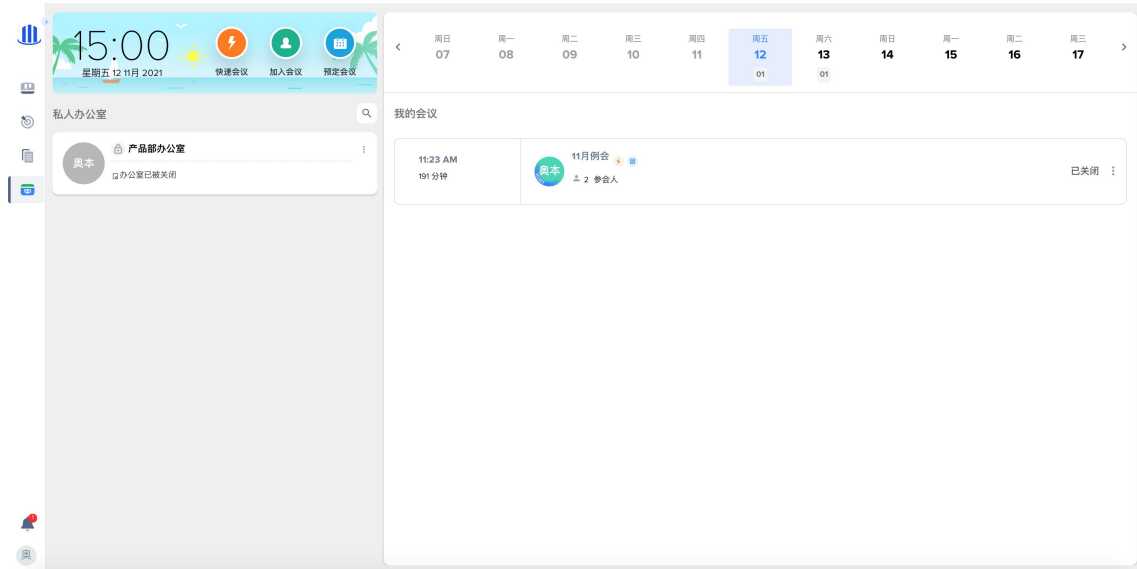 15:00
星期五 12 11月 2021
快速会议
加入会议
预定会议
周日 周一 周二 周三 周四 周五 周六 周日 周一 周二 周三
07 08 09 10 11 12 13 14 15 16 17
01 01
私人办公室
奥本
产品部办公室
办公室已被关闭
我的会议
11:23 AM
191 分钟
奥本
11月例会
2 参会人
已关闭
奥